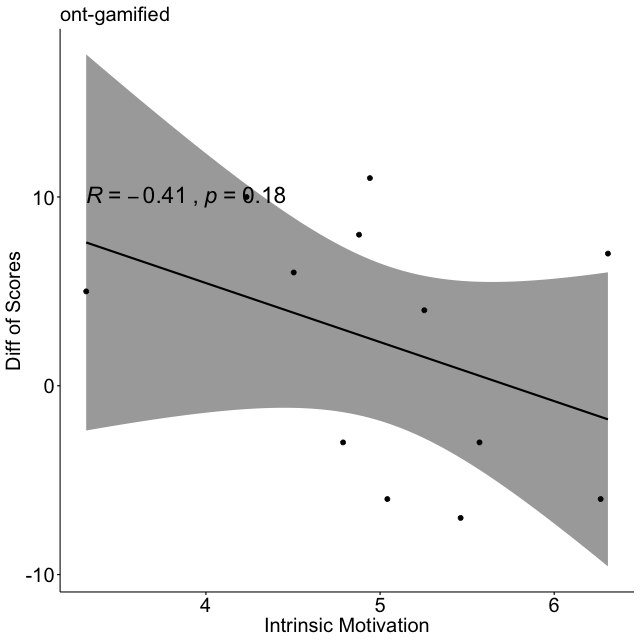 ont-gamified
R = −0.41 , p = 0.18
10
0
-10
Diff of Scores
4 5 6
Intrinsic Motivation